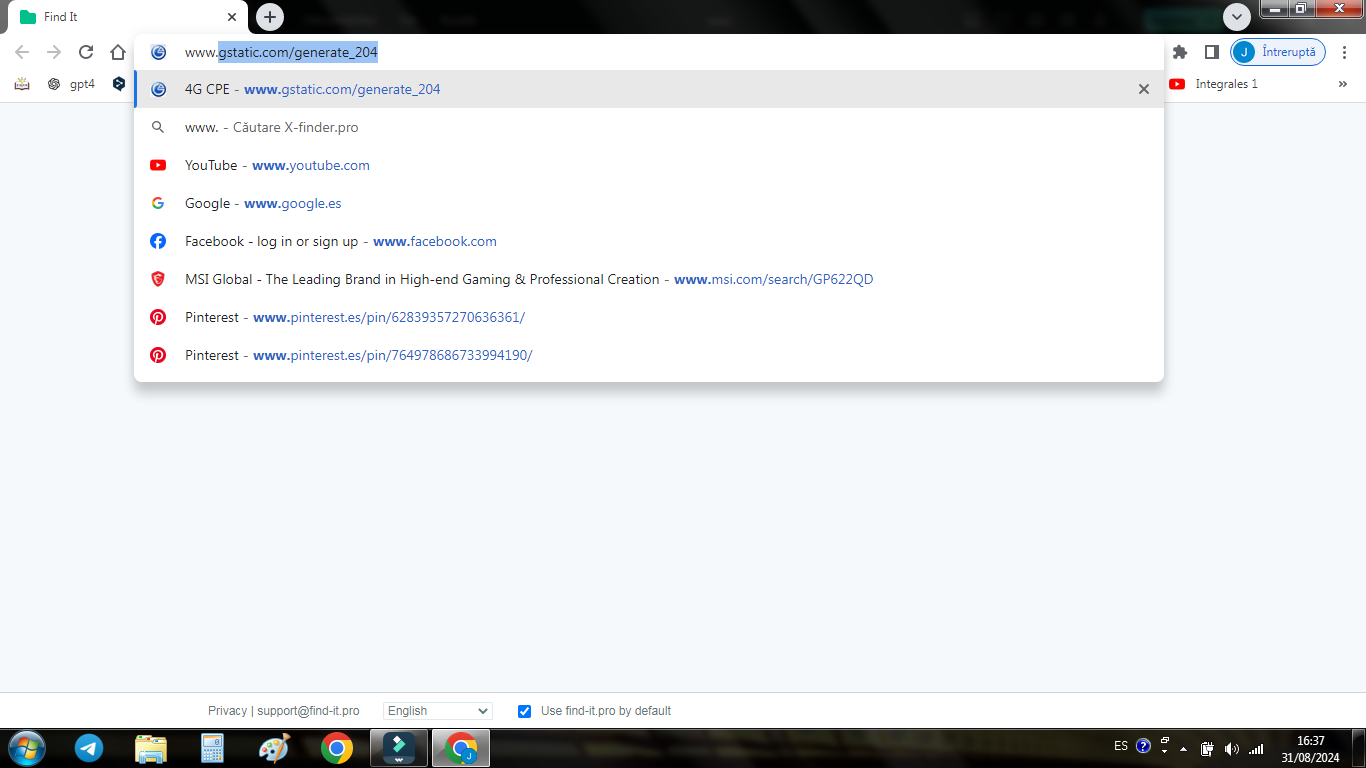 Find It
www.gstatic.com/generate_204
Întreruptă
gpt4
Integrales 1
»
4G CPE - www.gstatic.com/generate_204
www. - Căutare X-finder.pro
YouTube - www.youtube.com
Google - www.google.es
Facebook - log in or sign up - www.facebook.com
MSI Global - The Leading Brand in High-end Gaming & Professional Creation - www.msi.com/search/GP622QD
Pinterest - www.pinterest.es/pin/62839357270636361/
Pinterest - www.pinterest.es/pin/764978686733994190/
Privacy | support@find-it.pro
English
Use find-it.pro by default
ES
16:37
31/08/2024